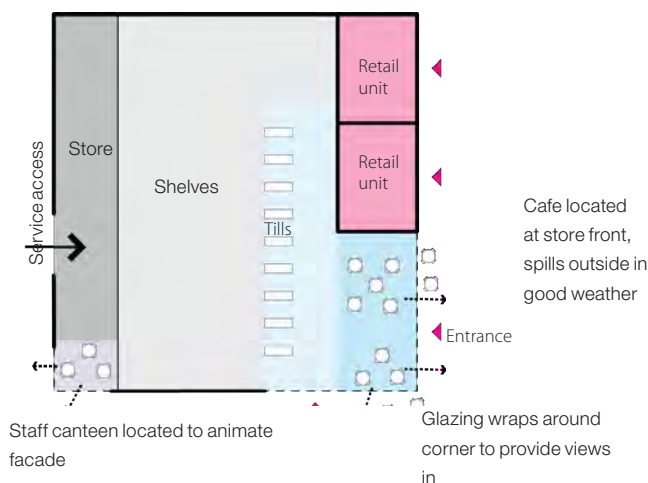 Retail
unit
Store
Service access
Retail
unit
Shelves
Tills
Cafe located
at store front,
spills outside in
good weather
Entrance
Staff canteen located to animate
facade
Glazing wraps around
corner to provide views
in